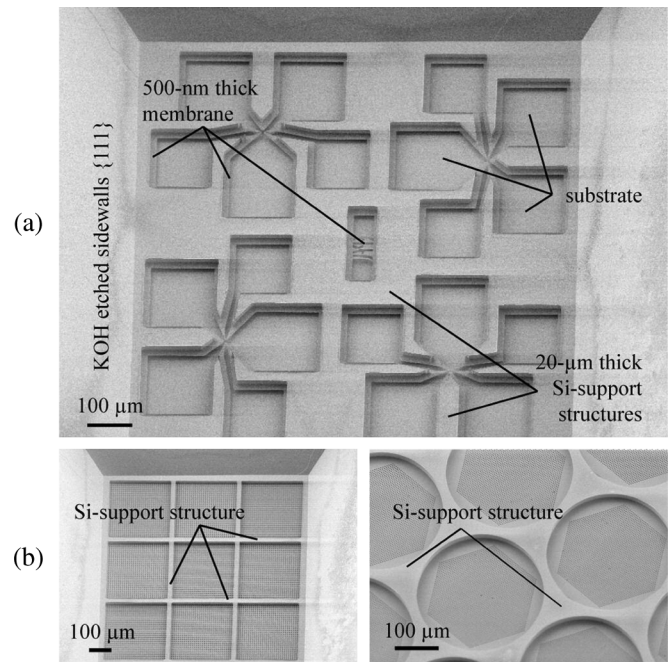 (a)
500-nm thick
membrane
KOH etched sidewalls {111}
substrate
20-µm thick
Si-support
structures
100 µm
(b)
Si-support structure
100 µm
Si-support structure
100 µm